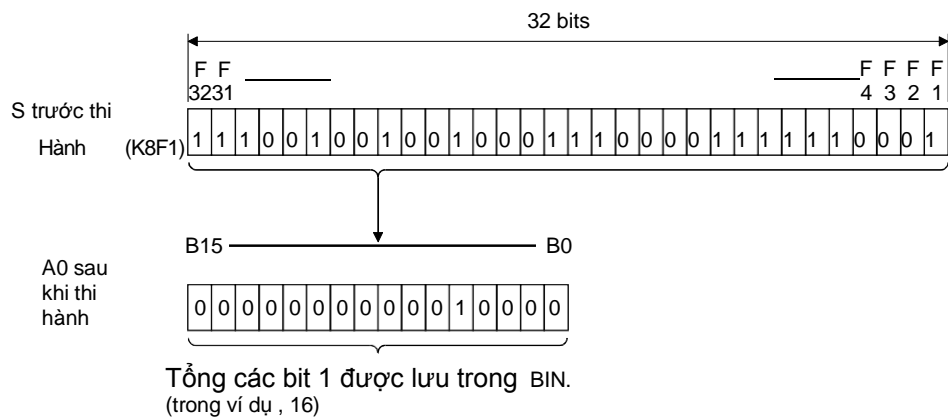 32 bits
F F F F F F
32 31 4 3 2 1
S trước thi
Hành (K8F1) 1 1 1 0 0 1 0 0 1 0 0 1 0 0 0 1 1 1 0 0 0 0 1 1 1 1 1 1 0 0 0 1
B15 B0
A0 sau
khi thi
hành
0 0 0 0 0 0 0 0 0 0 0 1 0 0 0 0
Tổng các bit 1 được lưu trong BIN.
(trong ví dụ , 16)